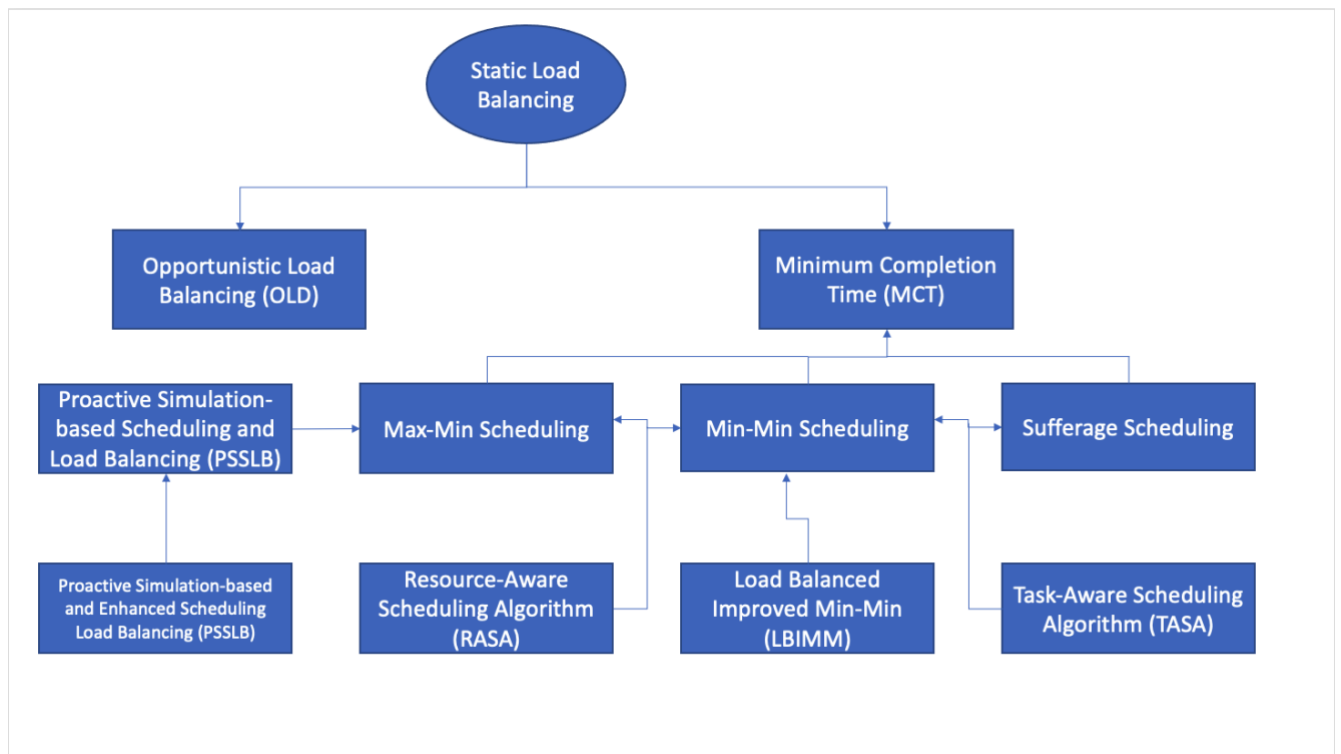 Static Load
Balancing
Opportunistic Load
Balancing (OLD)
Minimum Completion
Time (MCT)
Proactive Simulation-
based Scheduling and
Load Balancing (PSSLB)
Max-Min Scheduling
Min-Min Scheduling
Sufferage Scheduling
Proactive Simulation-based
and Enhanced Scheduling
Load Balancing (PSSLB)
Resource-Aware
Scheduling Algorithm
(RASA)
Load Balanced
Improved Min-Min
(LBIMM)
Task-Aware Scheduling
Algorithm (TASA)